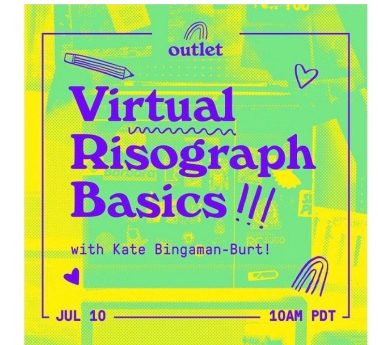 outlet
Virtual
Risograph
Basics!!!
with Kate Bingaman-Burt!
JUL 10
10AM PDT